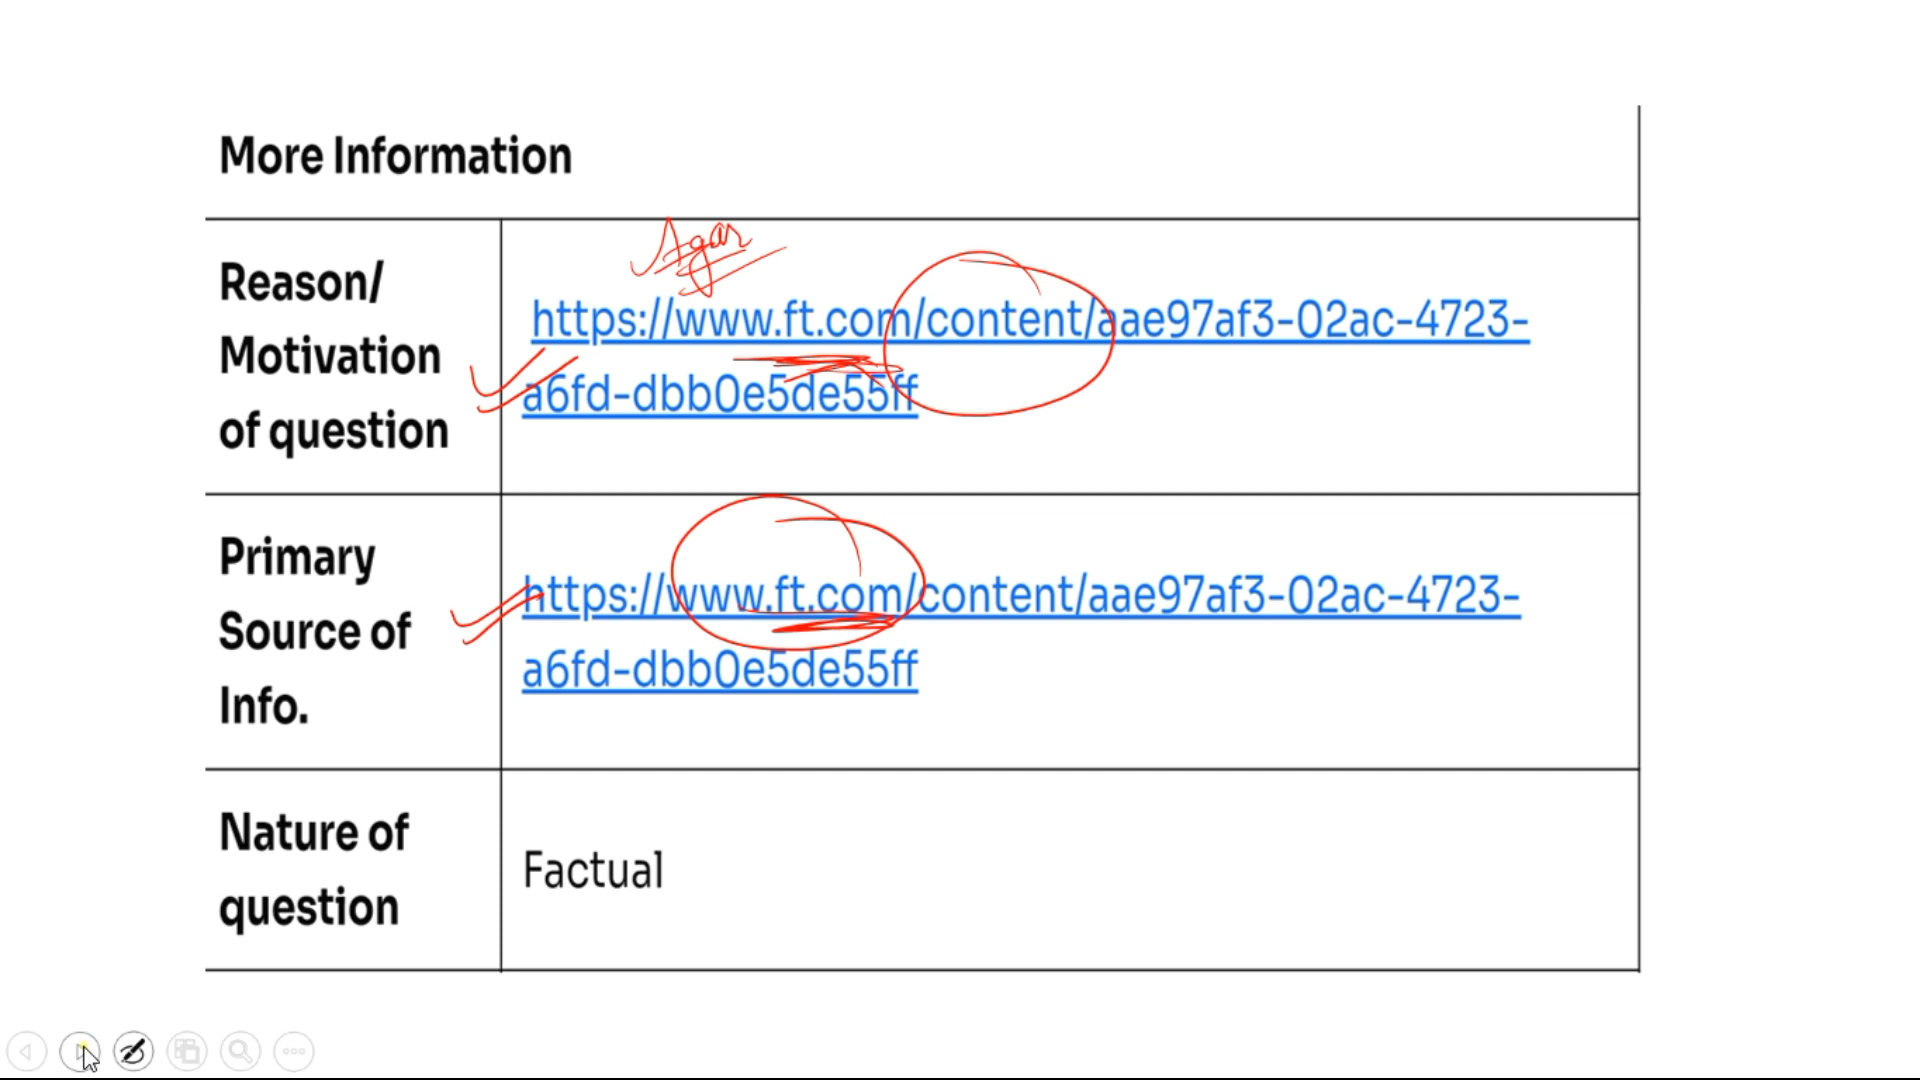 More Information
Reason/
Motivation
of question
Agar
https://www.ft.com/content/aae97af3-02ac-4723-
a6fd-dbb0e5de55ff
Primary
Source of
Info.
https://www.ft.com/content/aae97af3-02ac-4723-
a6fd-dbb0e5de55ff
Nature of
question
Factual